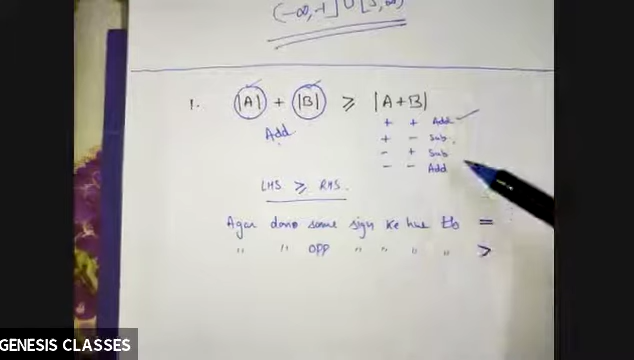 (-∞, -1] ∪ [5, ∞)
1. |A| + |B| ≥ |A+B|
Add
+ + Add
+ - Sub.
- + Sub
- - Add
LHS ≥ RHS.
Agar dono same sign ke hue tb =
" " opp " " " " >
GENESIS CLASSES